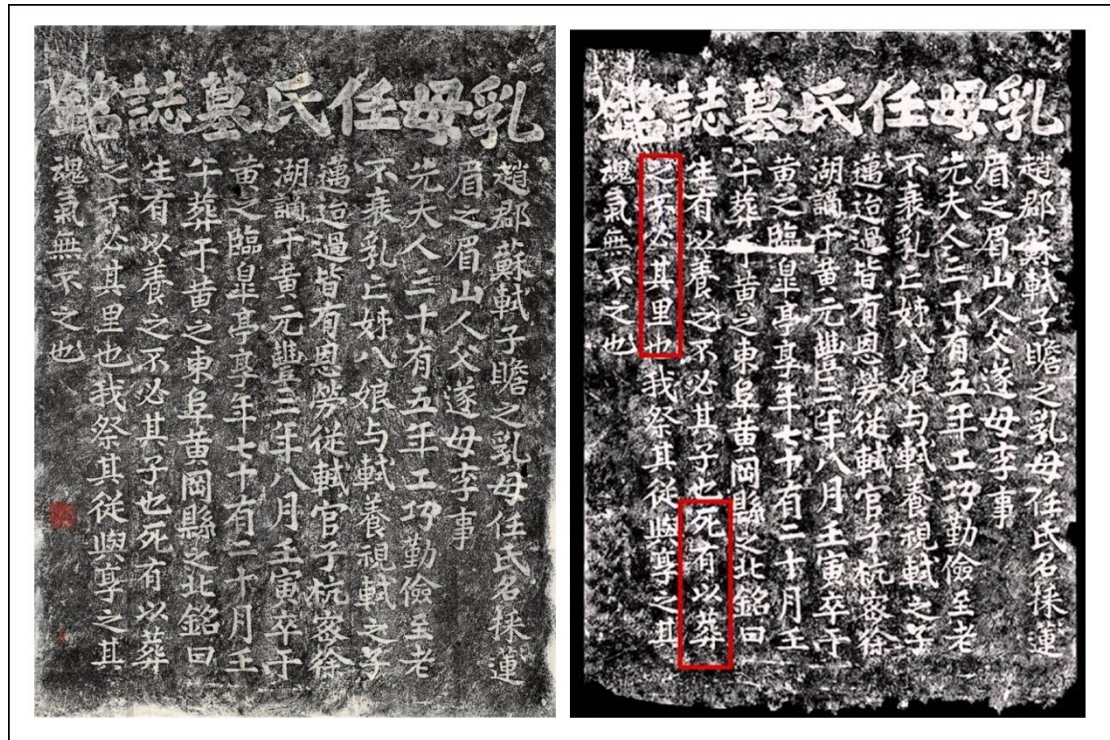 乳母任氏墓誌銘
趙郡蘇軾子瞻之乳母任氏名採蓮
眉之眉山人父遂母李事
先夫人三十有五年工巧勤儉至老
不衰乳亡姊八娘与軾養視軾之子
邁迨過皆有恩勞從軾官于杭密徐
湖謫于黄元豐三年八月壬寅卒于
黄之臨皐亭享年七十有二十月壬
午葬于黄之東阜黄岡縣之北銘曰
生有以養之不必其子也死有以葬
之不必其里也我祭其從與享之其
魂氣無不之也
乳母任氏墓誌銘
趙郡蘇軾子瞻之乳母任氏名採蓮
眉之眉山人父遂母李事
先夫人三十有五年工巧勤儉至老
不衰乳亡姊八娘与軾養視軾之子
邁迨過皆有恩勞從軾官于杭密徐
湖謫于黄元豐三年八月壬寅卒于
黄之臨皐亭享年七十有二十月壬
午葬于黄之東阜黄岡縣之北銘曰
生有以養之不必其子也死有以葬
之不必其里也我祭其從與享之其
魂氣無不之也